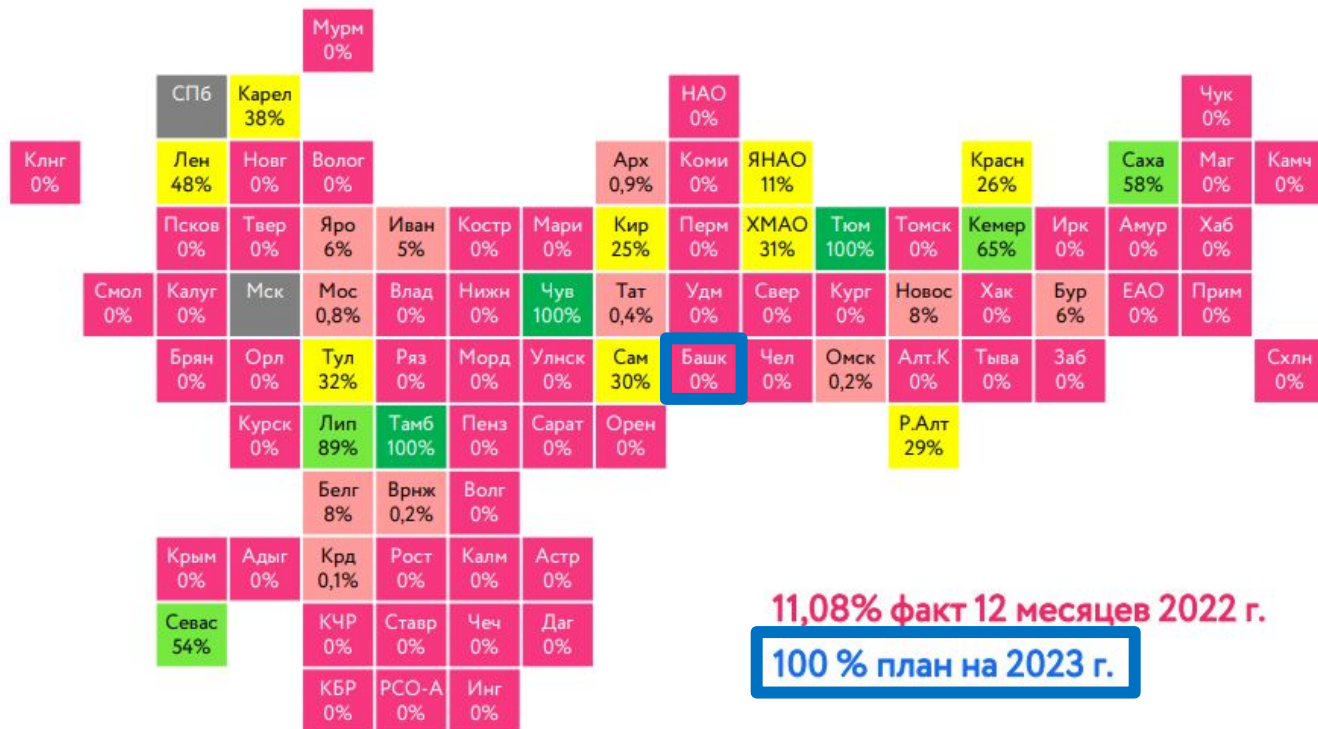 Мурм
0%
СПб
Карел
38%
НАО
0%
Чук
0%
Клнг
0%
Лен
48%
Новг
0%
Волог
0%
Арх
0,9%
Коми
0%
ЯНАО
11%
Красн
26%
Саха
58%
Маг
0%
Камч
0%
Псков
0%
Твер
0%
Яро
6%
Иван
5%
Костр
0%
Мари
0%
Кир
25%
Перм
0%
ХМАО
31%
Тюм
100%
Томск
0%
Кемер
65%
Ирк
0%
Амур
0%
Хаб
0%
Смол
0%
Калуг
0%
Мск
Мос
0,8%
Влад
0%
Нижн
0%
Чув
100%
Тат
0,4%
Удм
0%
Свер
0%
Кург
0%
Новос
8%
Хак
0%
Бур
6%
ЕАО
0%
Прим
0%
Брян
0%
Орл
0%
Тул
32%
Ряз
0%
Морд
0%
Улнск
0%
Сам
30%
Башк
0%
Чел
0%
Омск
0,2%
Алт.К
0%
Тыва
0%
Заб
0%
Схлн
0%
Курск
0%
Лип
89%
Тамб
100%
Пенз
0%
Сарат
0%
Орен
0%
Р.Алт
29%
Белг
8%
Врнж
0,2%
Волг
0%
Крым
0%
Адыг
0%
Крд
0,1%
Рост
0%
Калм
0%
Астр
0%
Севас
54%
КЧР
0%
Ставр
0%
Чеч
0%
Даг
0%
КБР
0%
РСО-А
0%
Инг
0%
11,08% факт 12 месяцев 2022 г.
100 % план на 2023 г.